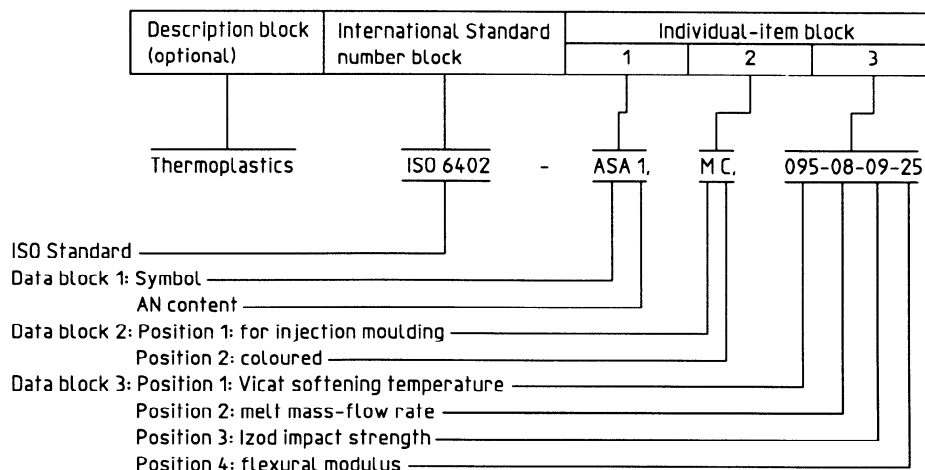 Description block
(optional)
International Standard
number block
Individual-item block
1
2
3
Thermoplastics
ISO 6402
-
ASA 1,
M C,
095-08-09-25
ISO Standard
Data block 1: Symbol
AN content
Data block 2: Position 1: for injection moulding
Position 2: coloured
Data block 3: Position 1: Vicat softening temperature
Position 2: melt mass-flow rate
Position 3: Izod impact strength
Position 4: flexural modulus